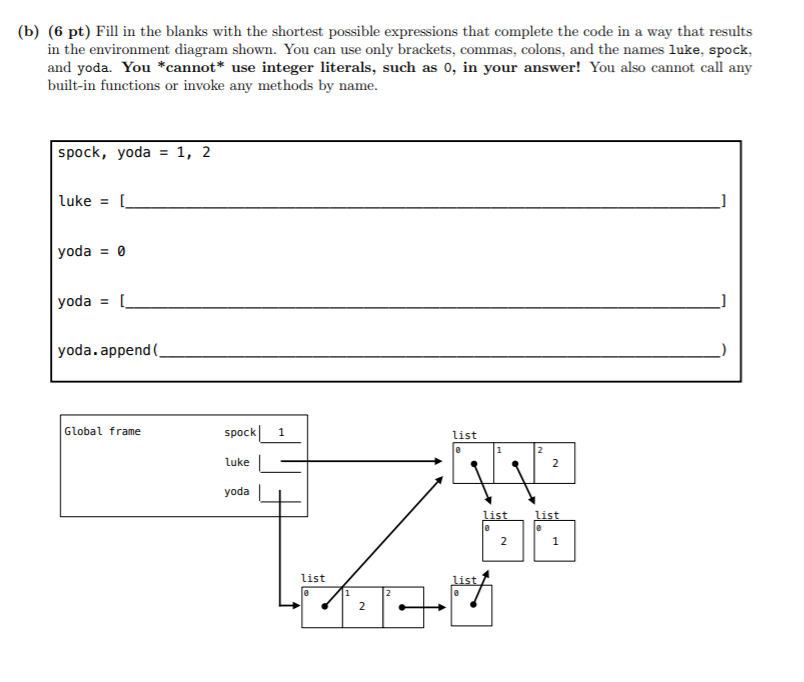 (b) (6 pt) Fill in the blanks with the shortest possible expressions that complete the code in a way that results
in the environment diagram shown. You can use only brackets, commas, colons, and the names luke, spock,
and yoda. You *cannot* use integer literals, such as 0, in your answer! You also cannot call any
built-in functions or invoke any methods by name.
spock, yoda = 1, 2
luke = [ ]
yoda = 0
yoda = [ ]
yoda.append( )
Global frame
spock 1
luke
yoda
list
0 1 2
2
list list
0 0
2 1
list
0 1 2
2
list
0